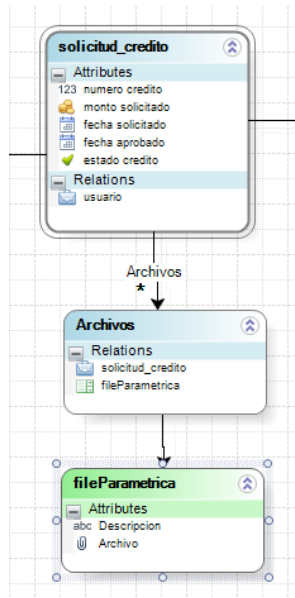 solicitud_credito
Attributes
123 numero credito
monto solicitado
fecha solicitado
fecha aprobado
estado credito
Relations
usuario
Archivos
*
Archivos
Relations
solicitud_credito
fileParametrica
fileParametrica
Attributes
abc Descripcion
Archivo